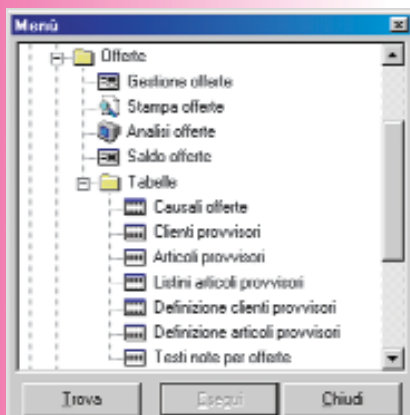 Menù
Offerte
Gestione offerte
Stampa offerte
Analisi offerte
Saldo offerte
Tabelle
Causali offerte
Clienti provvisori
Articoli provvisori
Listini articoli provvisori
Definizione clienti provvisori
Definizione articoli provvisori
Testi note per offerte
Trova Esegui Chiudi